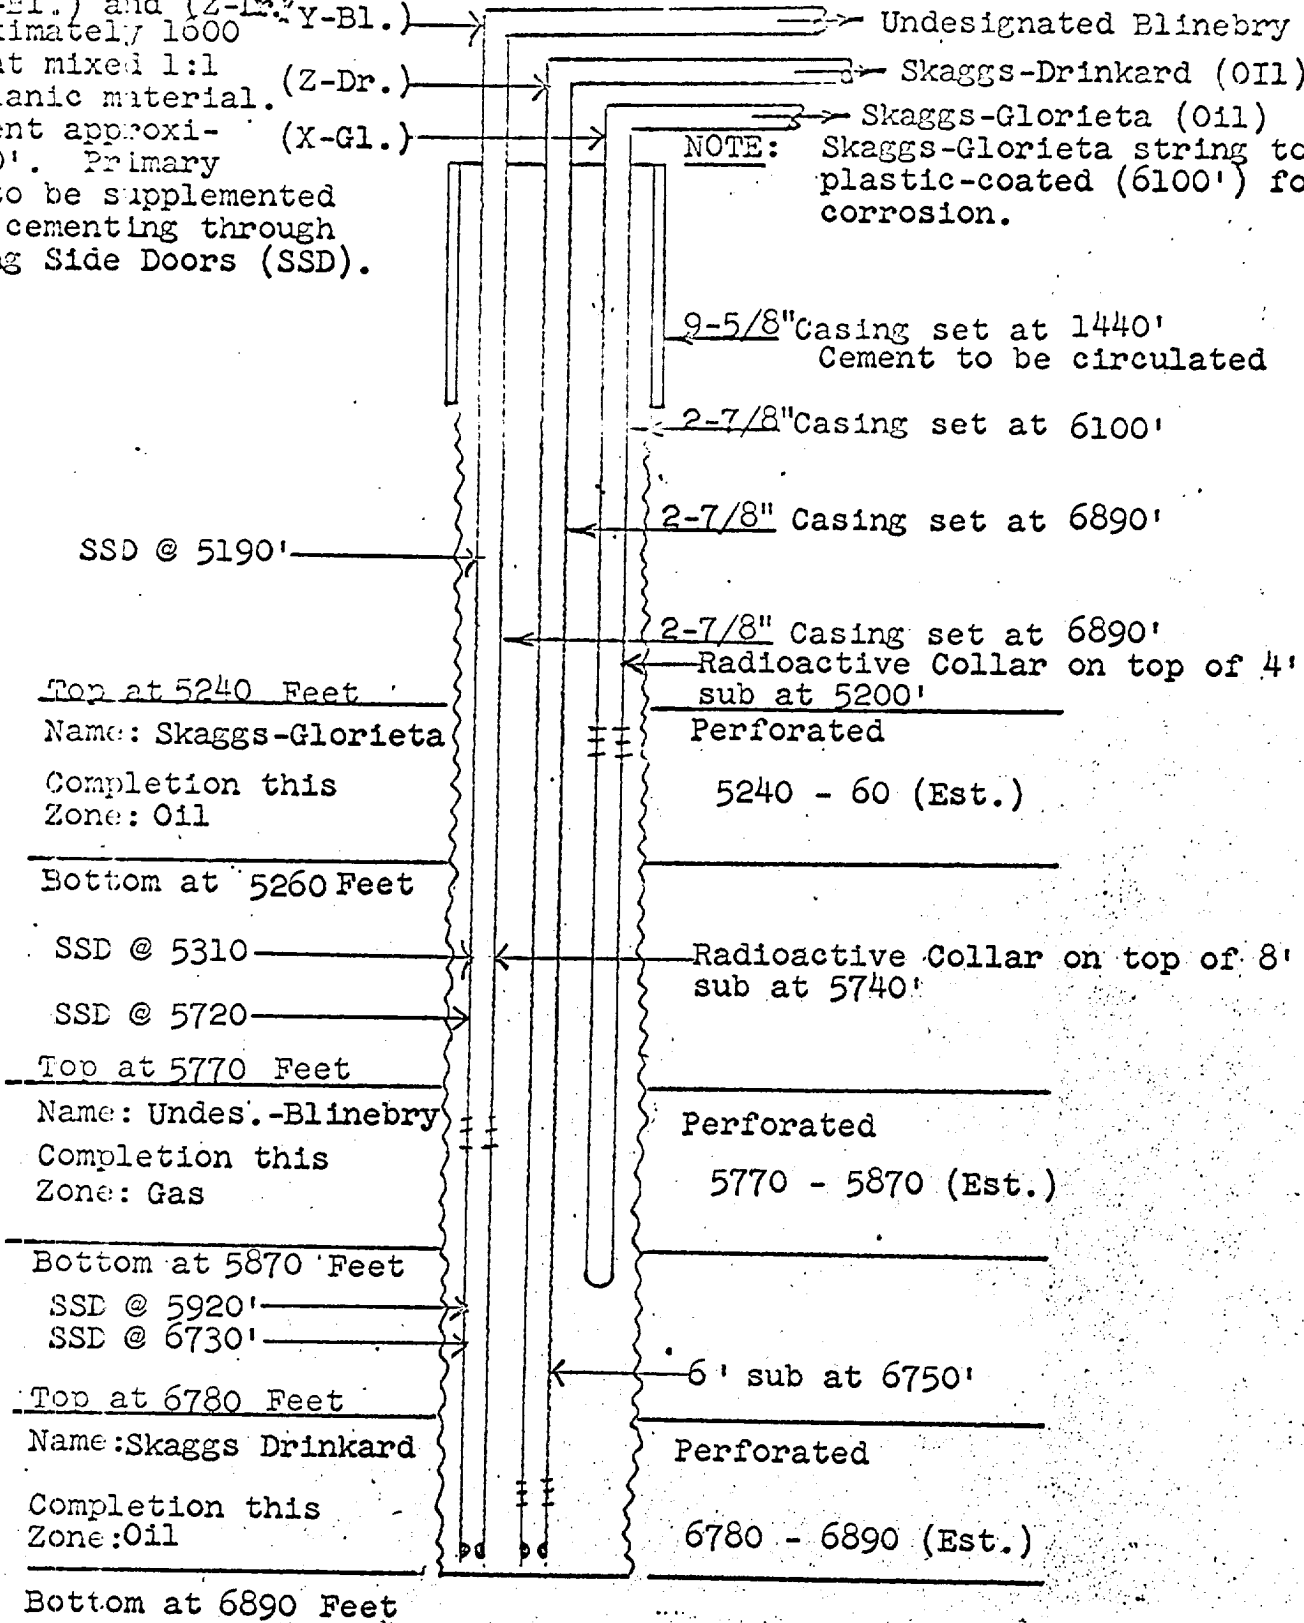 and (Z-Dr.
Y-Bl.)
Undesignated Blinebry
1600
mixed 1:1
(Z-Dr.)
Skaggs-Drinkard (OIl)
material.
(X-Gl.)
Skaggs-Glorieta (Oil)
approxi-
Primary
to be supplemented
cementing through
Side Doors (SSD).
NOTE: Skaggs-Glorieta string to
plastic-coated (6100')
corrosion.
9-5/8" Casing set at 1440'
Cement to be circulated
2-7/8" Casing set at 6100'
2-7/8" Casing set at 6890'
SSD @ 5190'
2-7/8" Casing set at 6890'
Radioactive Collar on top of 4'
sub at 5200'
Top at 5240 Feet
Name: Skaggs-Glorieta
Perforated
Completion this
Zone: Oil
5240 - 60 (Est.)
Bottom at 5260 Feet
SSD @ 5310
Radioactive Collar on top of 8'
sub at 5740'
SSD @ 5720
Top at 5770 Feet
Name: Undes.-Blinebry
Perforated
Completion this
Zone: Gas
5770 - 5870 (Est.)
Bottom at 5870 Feet
SSD @ 5920'
SSD @ 6730'
6' sub at 6750'
Top at 6780 Feet
Name:Skaggs Drinkard
Perforated
Completion this
Zone:Oil
6780 - 6890 (Est.)
Bottom at 6890 Feet